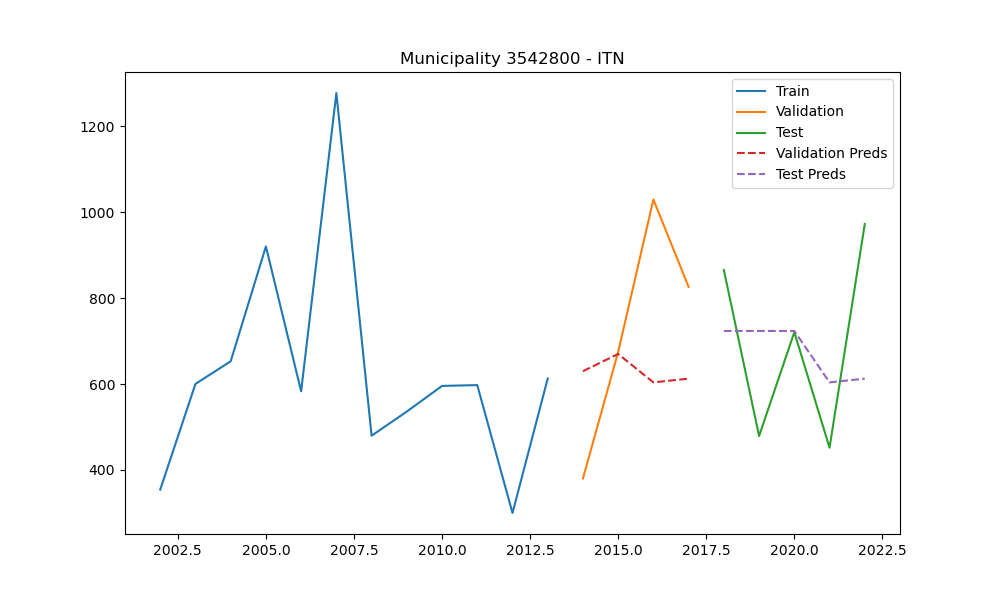 Municipality 3542800 - ITN
Train
Validation
Test
Validation Preds
Test Preds
1200
1000
800
600
400
2002.5 2005.0 2007.5 2010.0 2012.5 2015.0 2017.5 2020.0 2022.5